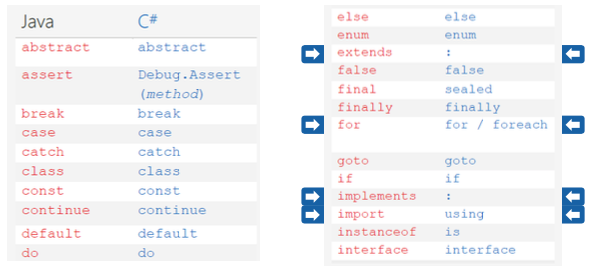 Java C#
abstract abstract
assert Debug.Assert
(method)
break break
case case
catch catch
class class
const const
continue continue
default default
do do
else else
enum enum
extends :
false false
final sealed
finally finally
for for / foreach
goto goto
if if
implements :
import using
instanceof is
interface interface